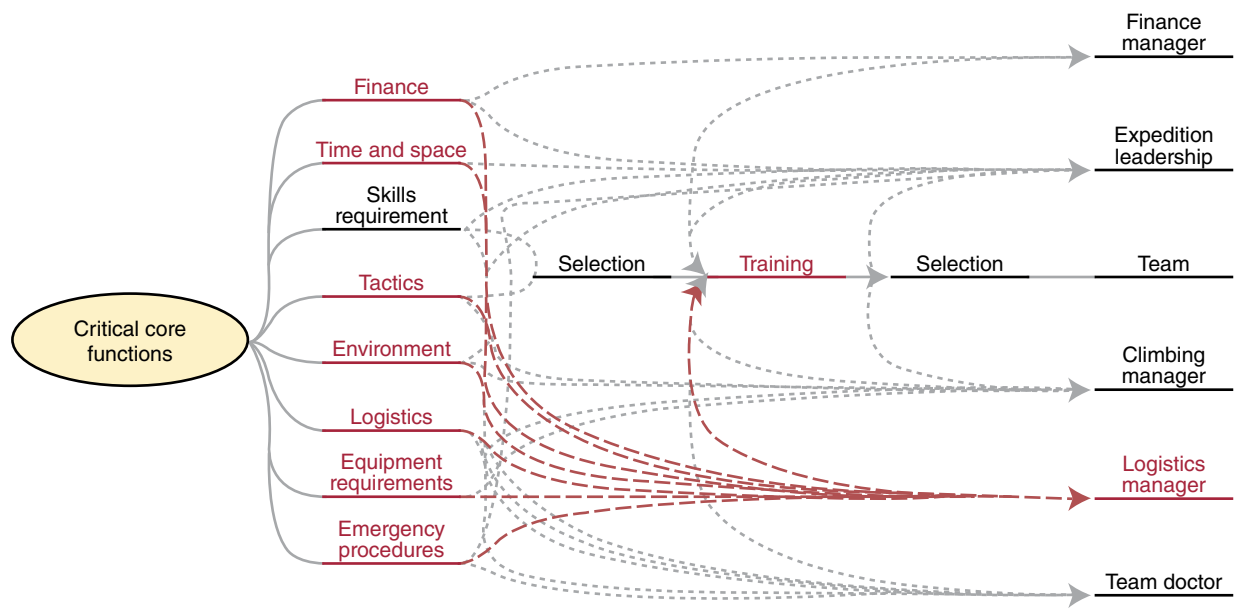 Finance
manager
Finance
Expedition
leadership
Time and space
Skills
requirement
Selection
Training
Selection
Team
Tactics
Critical core
functions
Environment
Climbing
manager
Logistics
Equipment
requirements
Logistics
manager
Emergency
procedures
Team doctor